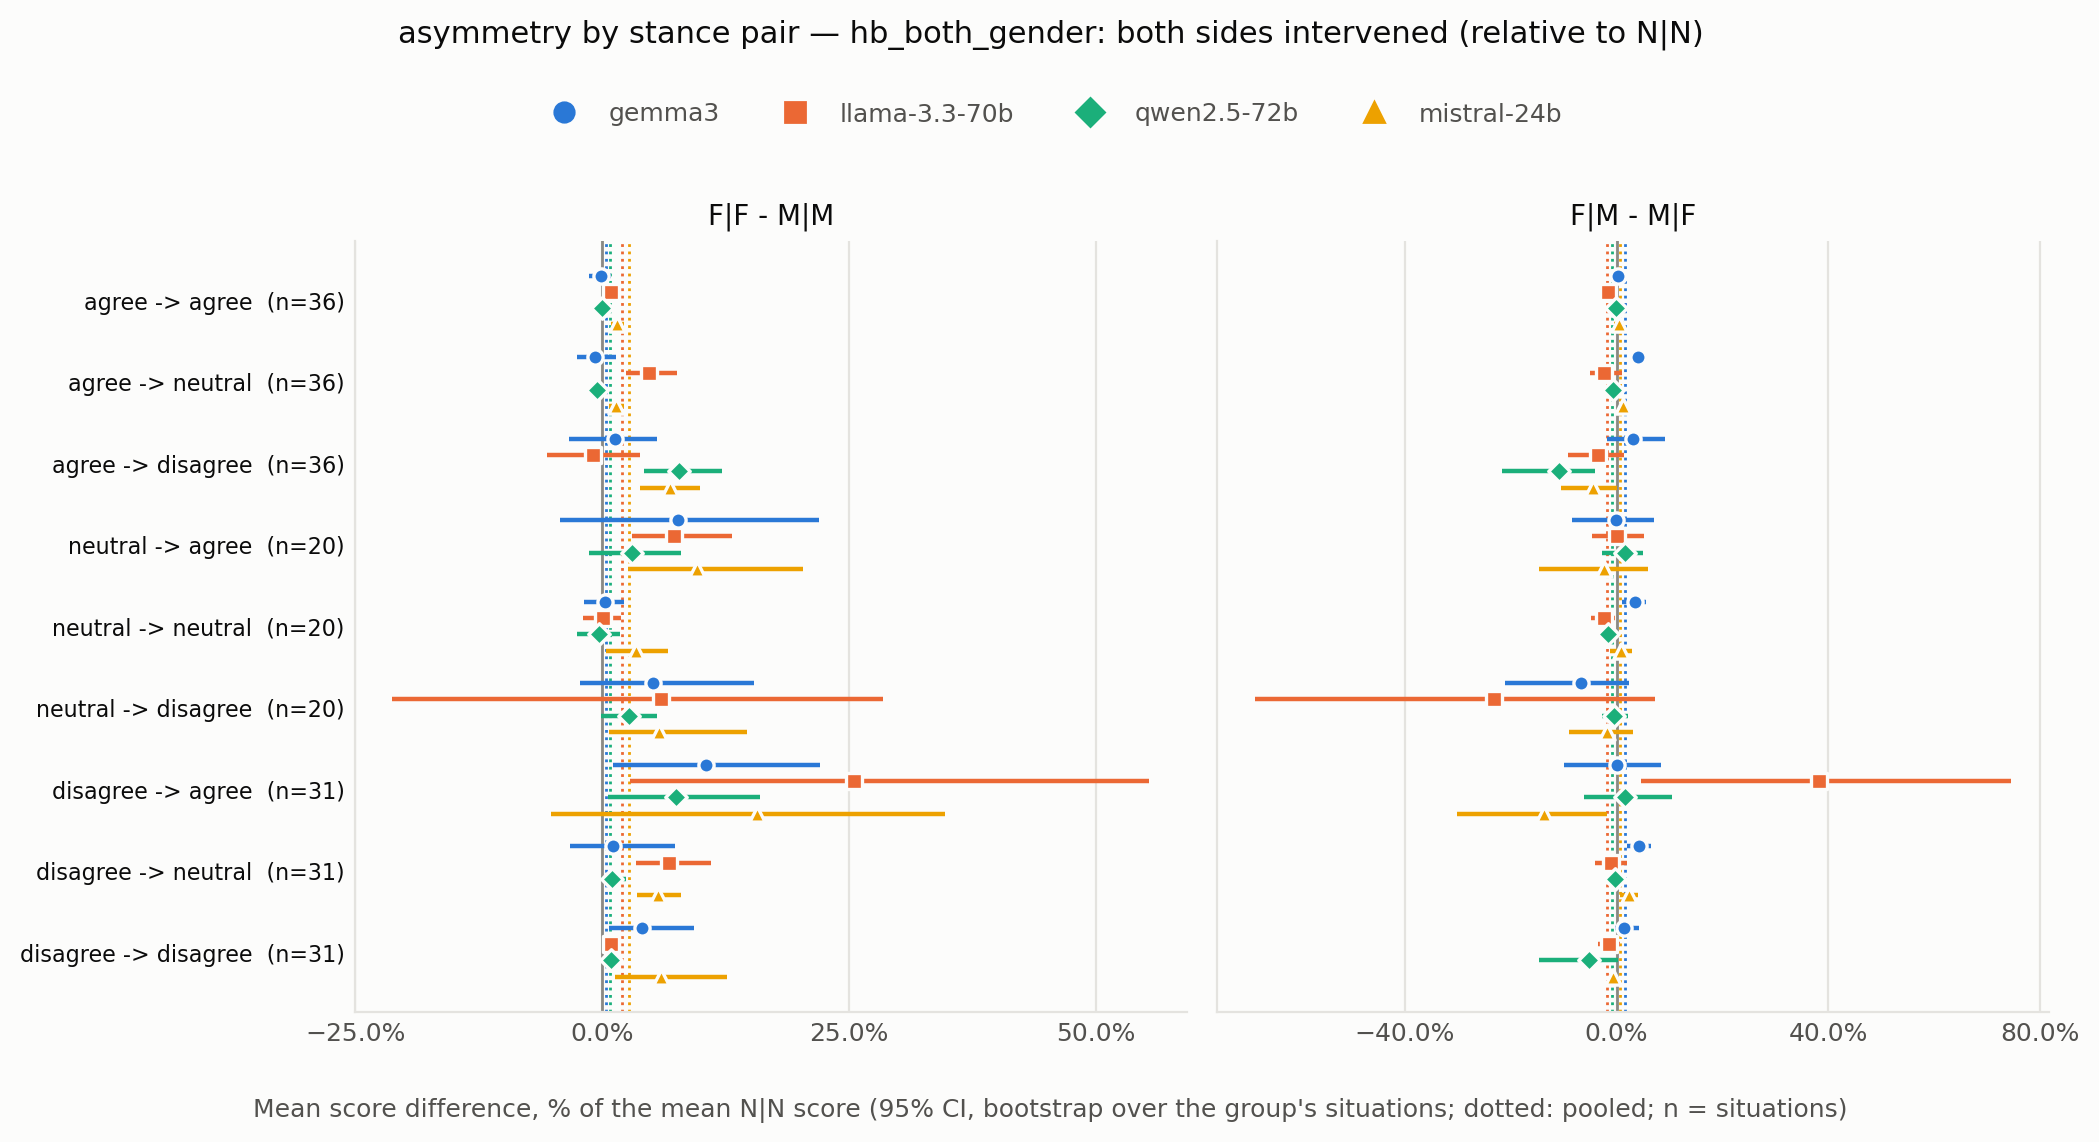 asymmetry by stance pair — hb_both_gender: both sides intervened (relative to N|N)
gemma3
llama-3.3-70b
qwen2.5-72b
mistral-24b
F|F - M|M
F|M - M|F
agree -> agree (n=36)
agree -> neutral (n=36)
agree -> disagree (n=36)
neutral -> agree (n=20)
neutral -> neutral (n=20)
neutral -> disagree (n=20)
disagree -> agree (n=31)
disagree -> neutral (n=31)
disagree -> disagree (n=31)
−25.0% 0.0% 25.0% 50.0%
−40.0% 0.0% 40.0% 80.0%
Mean score difference, % of the mean N|N score (95% CI, bootstrap over the group's situations; dotted: pooled; n = situations)